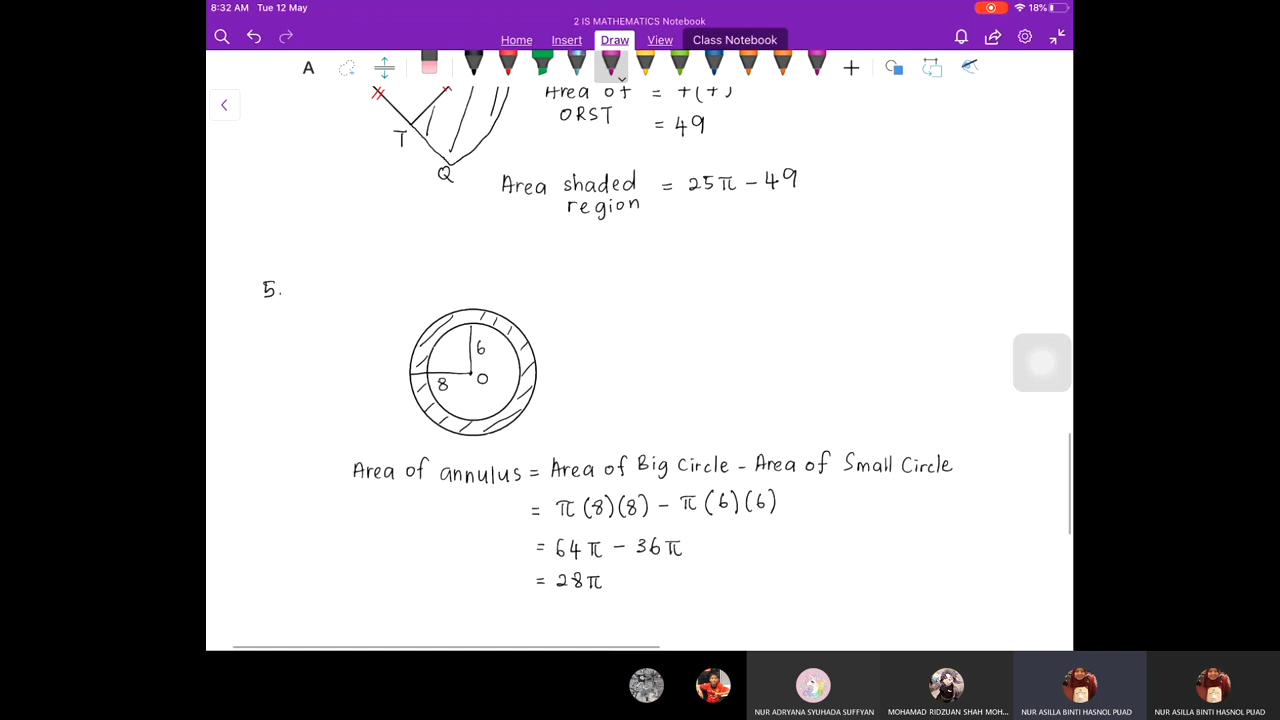 8:32 AM Tue 12 May
18%
2 IS MATHEMATICS Notebook
Home Insert Draw View Class Notebook
A
Area of =
ORST = 49
T
Q
Area shaded = 25π - 49
region
5.
6
8 O
Area of annulus = Area of Big Circle - Area of Small Circle
= π(8)(8) - π(6)(6)
= 64π - 36π
= 28π
NUR ADRYANA SYUHADA SUFFYAN
MOHAMAD RIDZUAN SHAH MOH...
NUR ASILLA BINTI HASNOL PUAD
NUR ASILLA BINTI HASNOL PUAD